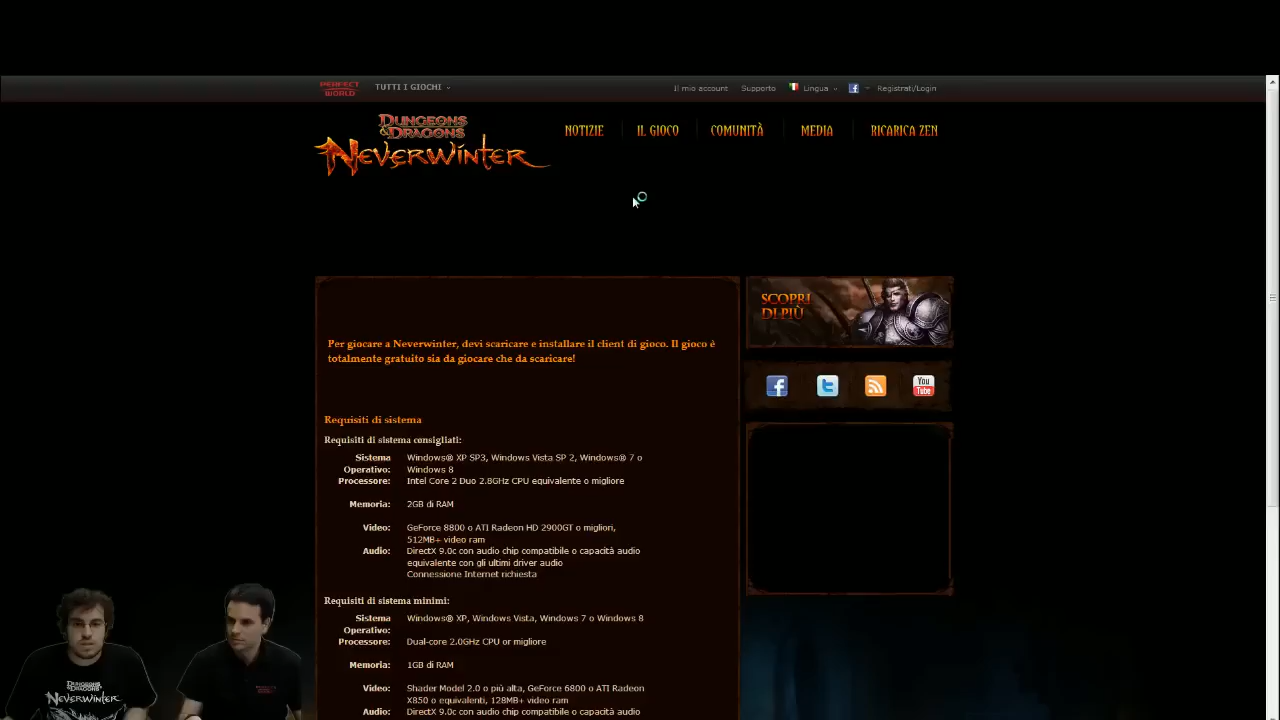 PERFECT WORLD
TUTTI I GIOCHI
Il mio account
Supporto
Lingua
Registrati/Login
DUNGEONS & DRAGONS
NEVERWINTER
NOTIZIE
IL GIOCO
COMUNITÀ
MEDIA
RICARICA ZEN
SCOPRI
DI PIÙ
Per giocare a Neverwinter, devi scaricare e installare il client di gioco. Il gioco è
totalmente gratuito sia da giocare che da scaricare!
You
Tube
Requisiti di sistema
Requisiti di sistema consigliati:
Sistema Operativo: Windows® XP SP3, Windows Vista SP 2, Windows® 7 o
Windows 8
Processore: Intel Core 2 Duo 2.8GHz CPU equivalente o migliore
Memoria: 2GB di RAM
Video: GeForce 8800 o ATI Radeon HD 2900GT o migliori,
512MB+ video ram
Audio: DirectX 9.0c con audio chip compatibile o capacità audio
equivalente con gli ultimi driver audio
Connessione Internet richiesta
Requisiti di sistema minimi:
Sistema Operativo: Windows® XP, Windows Vista, Windows 7 o Windows 8
Processore: Dual-core 2.0GHz CPU or migliore
Memoria: 1GB di RAM
Video: Shader Model 2.0 o più alta, GeForce 6800 o ATI Radeon
X850 o equivalenti, 128MB+ video ram
Audio: DirectX 9.0c con audio chip compatibile o capacità audio
DUNGEONS & DRAGONS
NEVERWINTER